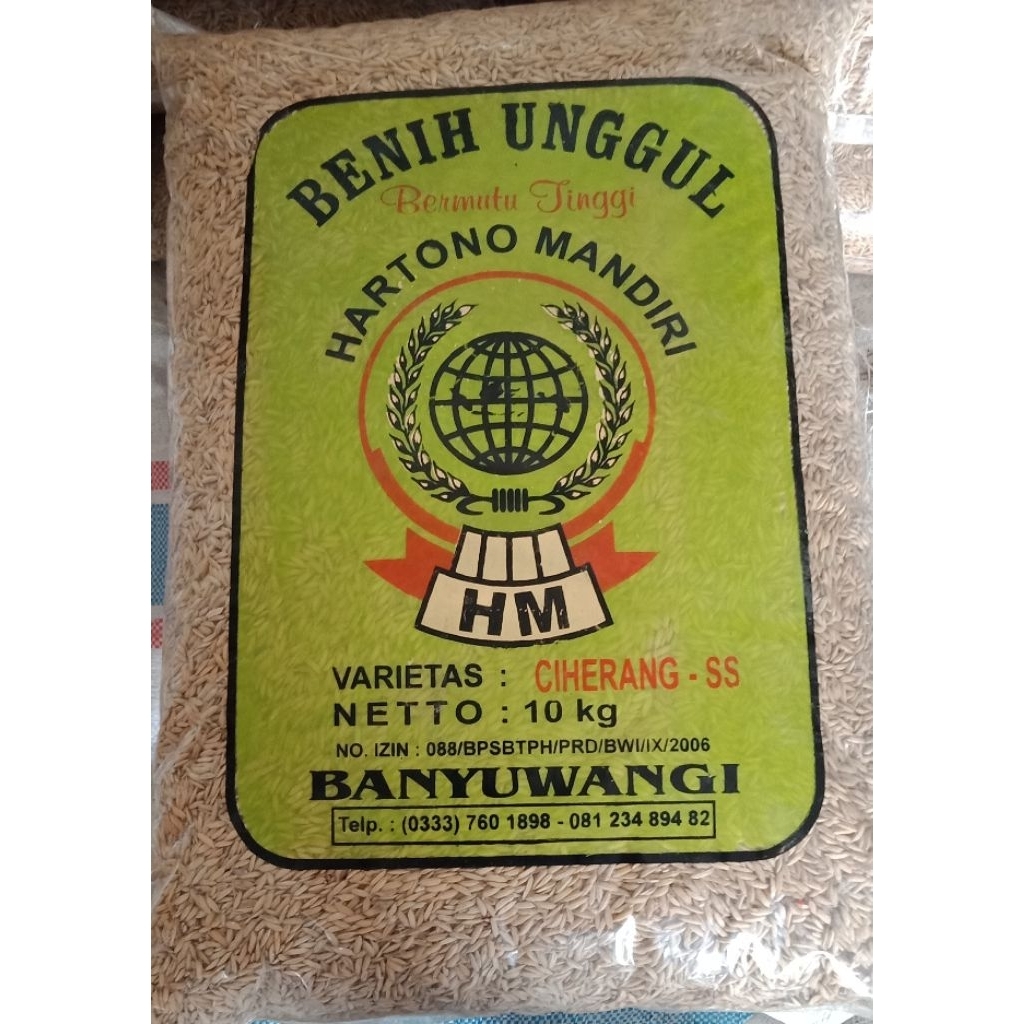 BENIH UNGGUL
Bermutu Tinggi
HARTONO MANDIRI
HM
VARIETAS : CIHERANG - SS
NETTO : 10 kg
NO. IZIN : 088/BPSBTPH/PRD/BWI/IX/2006
BANYUWANGI
Telp. : (0333) 760 1898 - 081 234 894 82